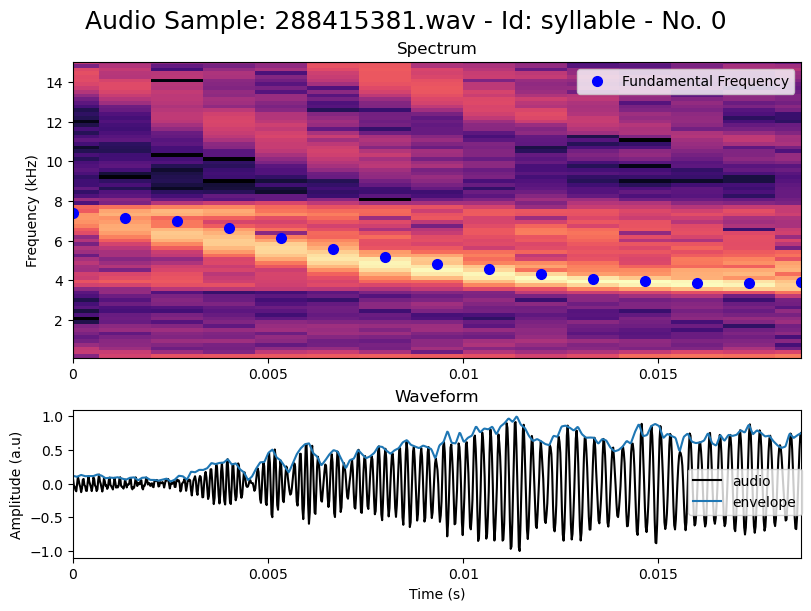 Audio Sample: 288415381.wav - Id: syllable - No. 0
Spectrum
Fundamental Frequency
14
12
10
8
6
4
2
Frequency (kHz)
0
0.005
0.01
0.015
Waveform
1.0
0.5
0.0
−0.5
−1.0
Amplitude (a.u)
audio
envelope
0
0.005
0.01
0.015
Time (s)